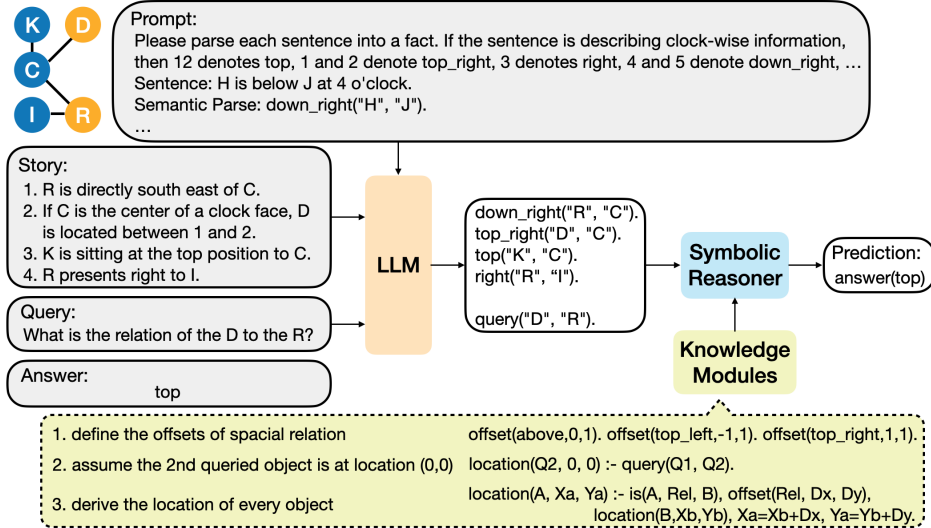 K
D
C
I
R
Prompt:
Please parse each sentence into a fact. If the sentence is describing clock-wise information,
then 12 denotes top, 1 and 2 denote top_right, 3 denotes right, 4 and 5 denote down_right, …
Sentence: H is below J at 4 o'clock.
Semantic Parse: down_right("H", "J").
…
Story:
1. R is directly south east of C.
2. If C is the center of a clock face, D
is located between 1 and 2.
3. K is sitting at the top position to C.
4. R presents right to I.
Query:
What is the relation of the D to the R?
Answer:
top
LLM
down_right("R", "C").
top_right("D", "C").
top("K", "C").
right("R", “I").
query("D", "R").
Symbolic
Reasoner
Prediction:
answer(top)
Knowledge
Modules
1. define the offsets of spacial relation
offset(above,0,1). offset(top_left,-1,1). offset(top_right,1,1).
2. assume the 2nd queried object is at location (0,0)
location(Q2, 0, 0) :- query(Q1, Q2).
3. derive the location of every object
location(A, Xa, Ya) :- is(A, Rel, B), offset(Rel, Dx, Dy),
location(B,Xb,Yb), Xa=Xb+Dx, Ya=Yb+Dy.